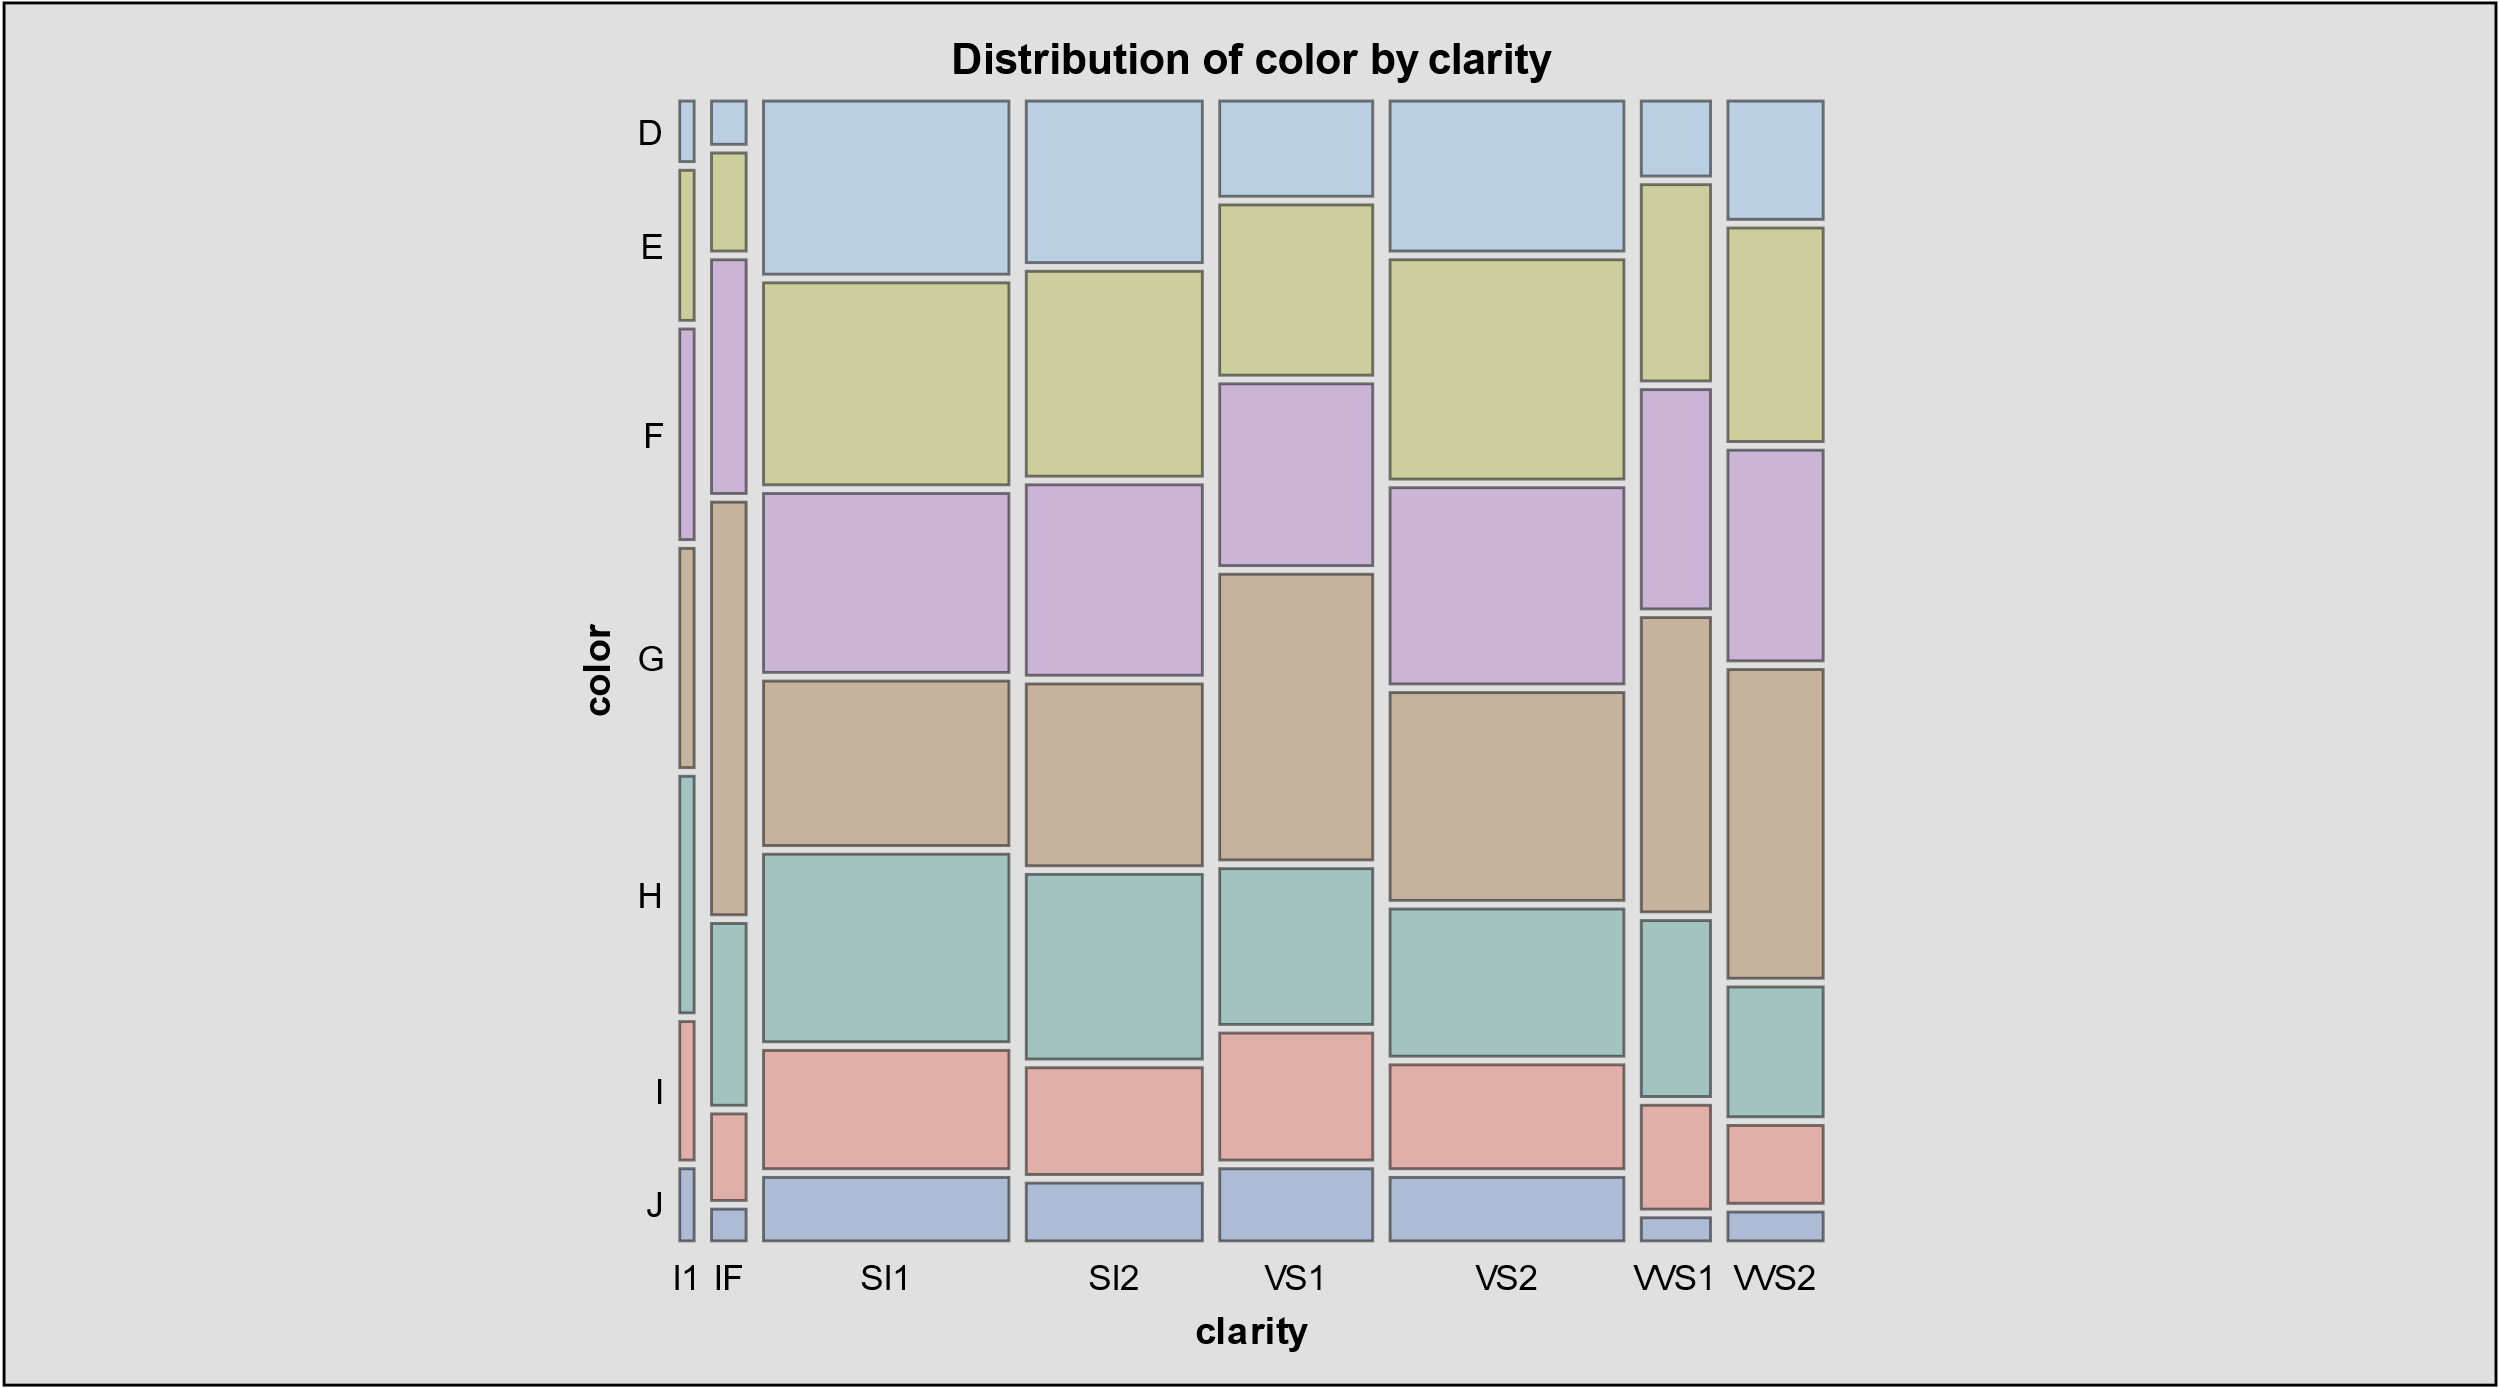 Distribution of color by clarity
D
E
F
G
H
I
J
color
I1 IF SI1 SI2 VS1 VS2 VVS1 VVS2
clarity